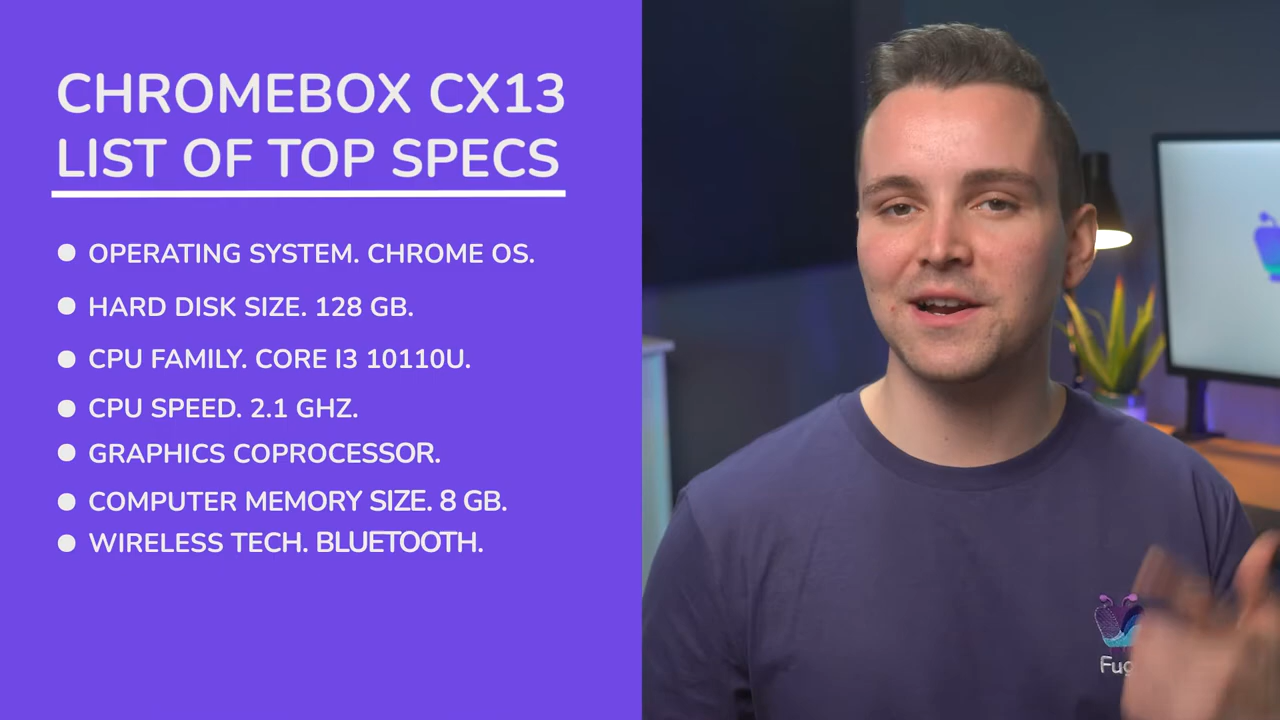 CHROMEBOX CX13
LIST OF TOP SPECS
OPERATING SYSTEM. CHROME OS.
HARD DISK SIZE. 128 GB.
CPU FAMILY. CORE I3 10110U.
CPU SPEED. 2.1 GHZ.
GRAPHICS COPROCESSOR.
COMPUTER MEMORY SIZE. 8 GB.
WIRELESS TECH. BLUETOOTH.